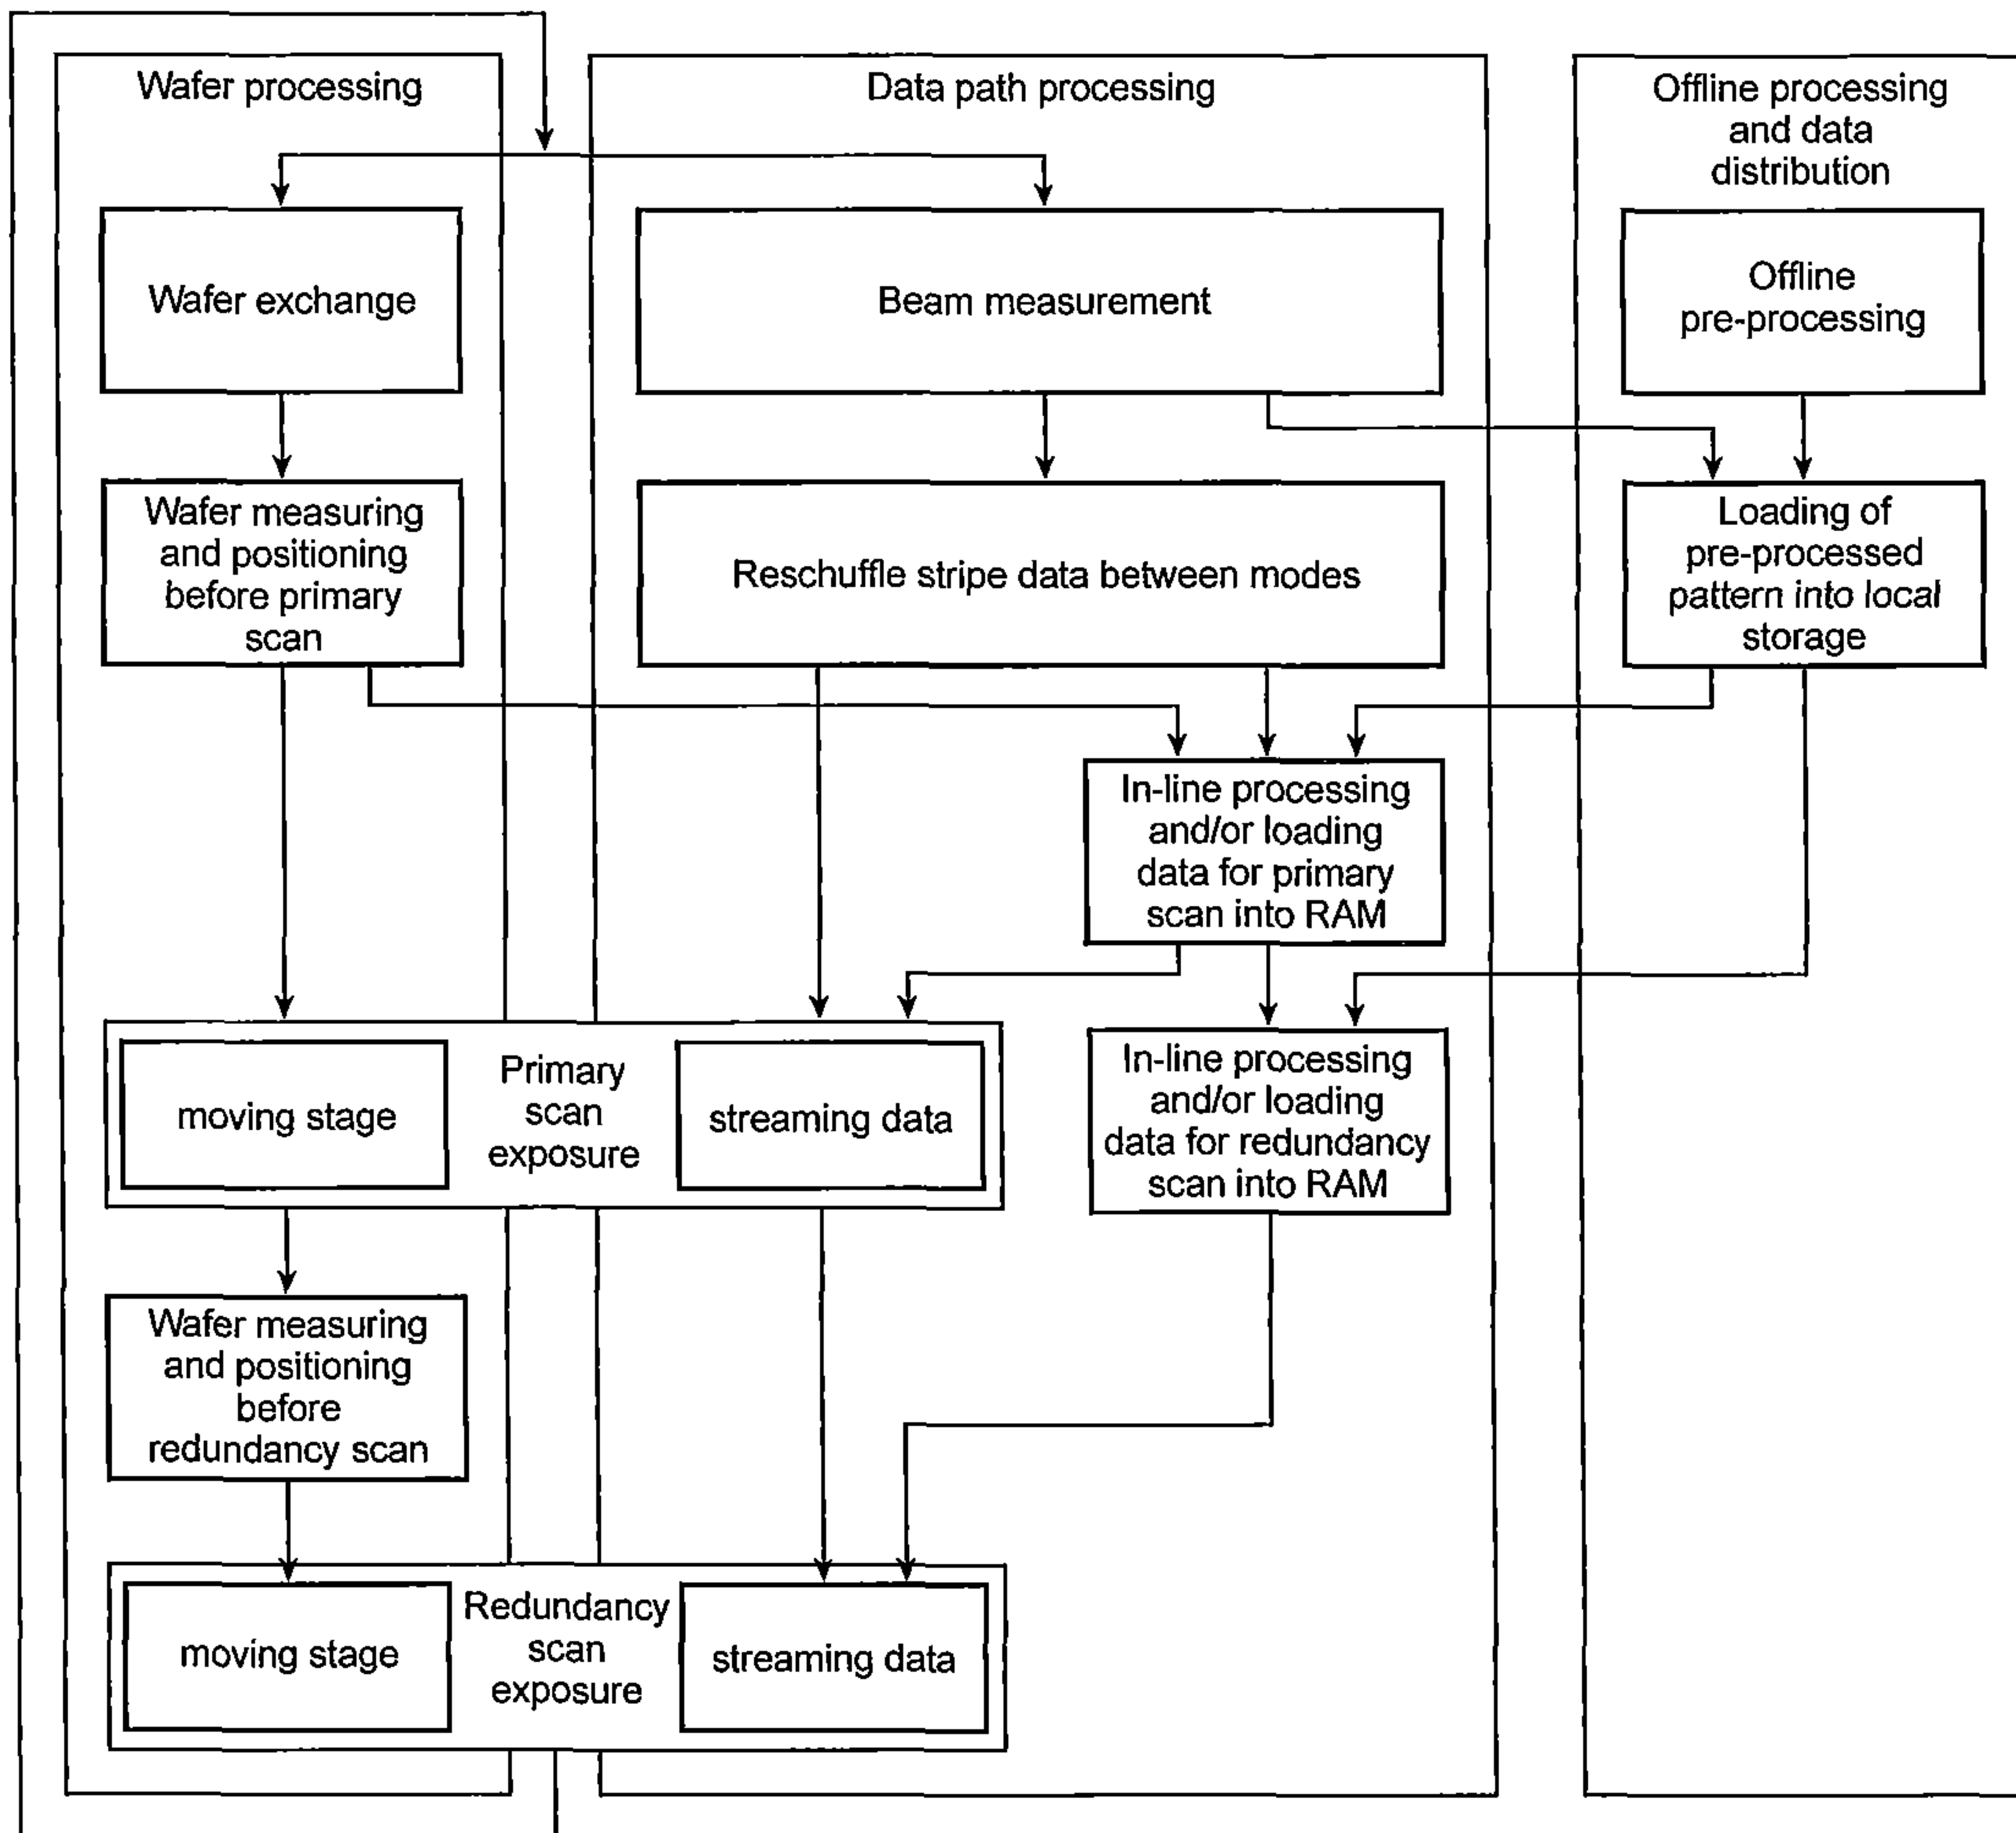 Wafer processing
Data path processing
Offline processing
and data
distribution
Wafer exchange
Beam measurement
Offline
pre-processing
Wafer measuring
and positioning
before primary
scan
Reschuffle stripe data between modes
Loading of
pre-processed
pattern into local
storage
In-line processing
and/or loading
data for primary
scan into RAM
moving stage
Primary
scan
exposure
streaming data
In-line processing
and/or loading
data for redundancy
scan into RAM
Wafer measuring
and positioning
before
redundancy scan
moving stage
Redundancy
scan
exposure
streaming data